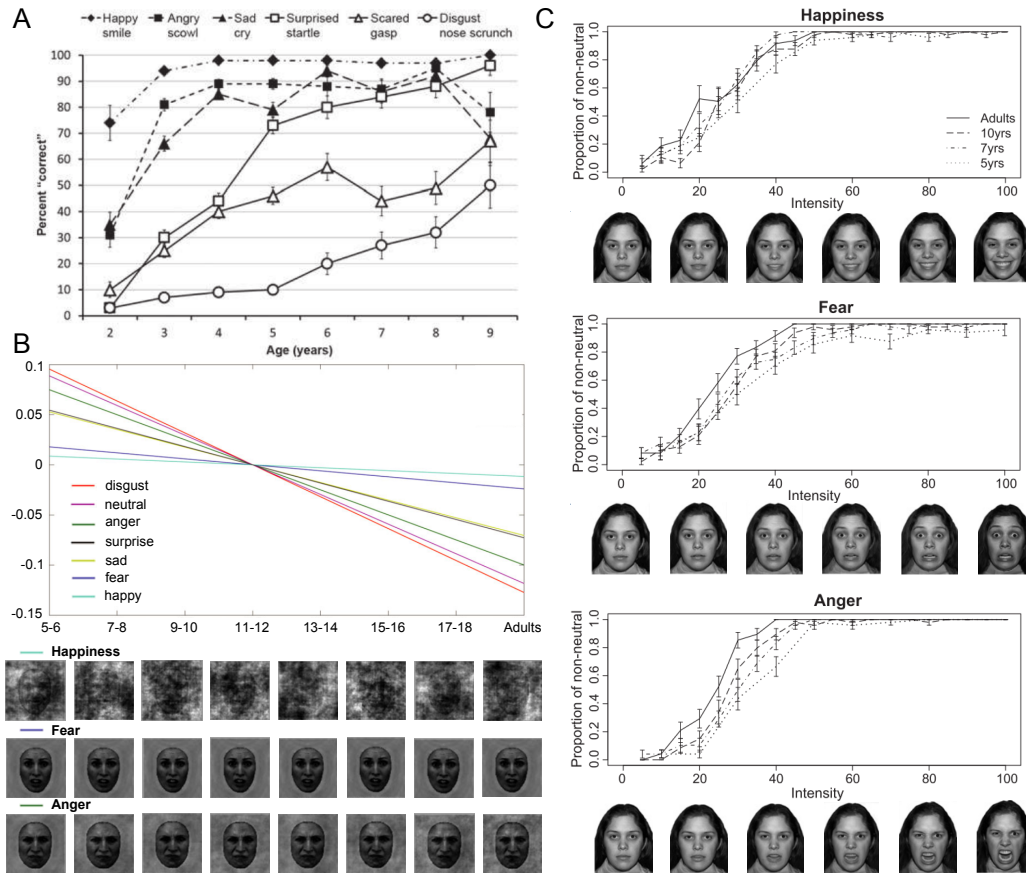 A
Happy Angry Sad Surprised Scared Disgust
smile scowl cry startle gasp nose scrunch
Percent "correct"
100
90
80
70
60
50
40
30
20
10
0
2 3 4 5 6 7 8 9
Age (years)
B
0.1
0.05
0
-0.05
-0.1
-0.15
disgust
neutral
anger
surprise
sad
fear
happy
5-6 7-8 9-10 11-12 13-14 15-16 17-18 Adults
Happiness
Fear
Anger
C
Happiness
Proportion of non-neutral
1.0
0.8
0.6
0.4
0.2
0.0
Adults
10yrs
7yrs
5yrs
0 20 40 60 80 100
Intensity
Fear
Proportion of non-neutral
1.0
0.8
0.6
0.4
0.2
0.0
0 20 40 60 80 100
Intensity
Anger
Proportion of non-neutral
1.0
0.8
0.6
0.4
0.2
0.0
0 20 40 60 80 100
Intensity